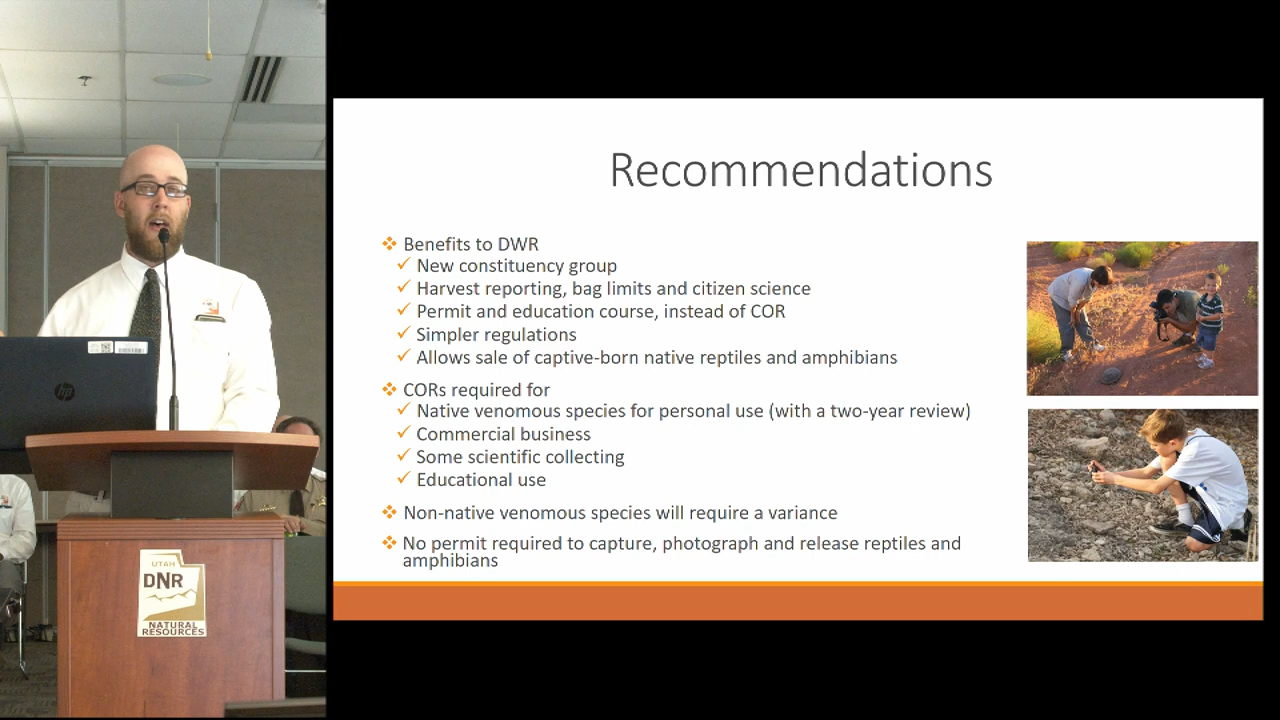 Recommendations
Benefits to DWR
New constituency group
Harvest reporting, bag limits and citizen science
Permit and education course, instead of COR
Simpler regulations
Allows sale of captive-born native reptiles and amphibians
CORs required for
Native venomous species for personal use (with a two-year review)
Commercial business
Some scientific collecting
Educational use
Non-native venomous species will require a variance
No permit required to capture, photograph and release reptiles and
amphibians
hp
UTAH
DNR
NATURAL
RESOURCES